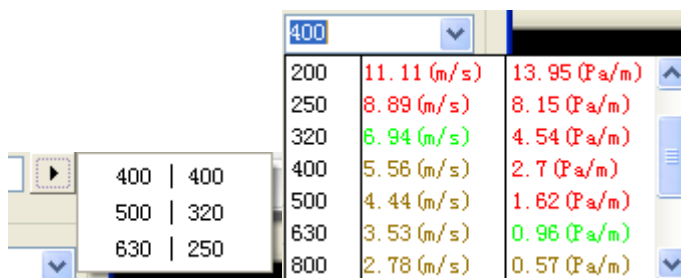 400
200 11.11(m/s) 13.95(Pa/m)
250 8.89(m/s) 8.15(Pa/m)
320 6.94(m/s) 4.54(Pa/m)
400 5.56(m/s) 2.7(Pa/m)
500 4.44(m/s) 1.62(Pa/m)
630 3.53(m/s) 0.96(Pa/m)
800 2.78(m/s) 0.57(Pa/m)
400 | 400
500 | 320
630 | 250